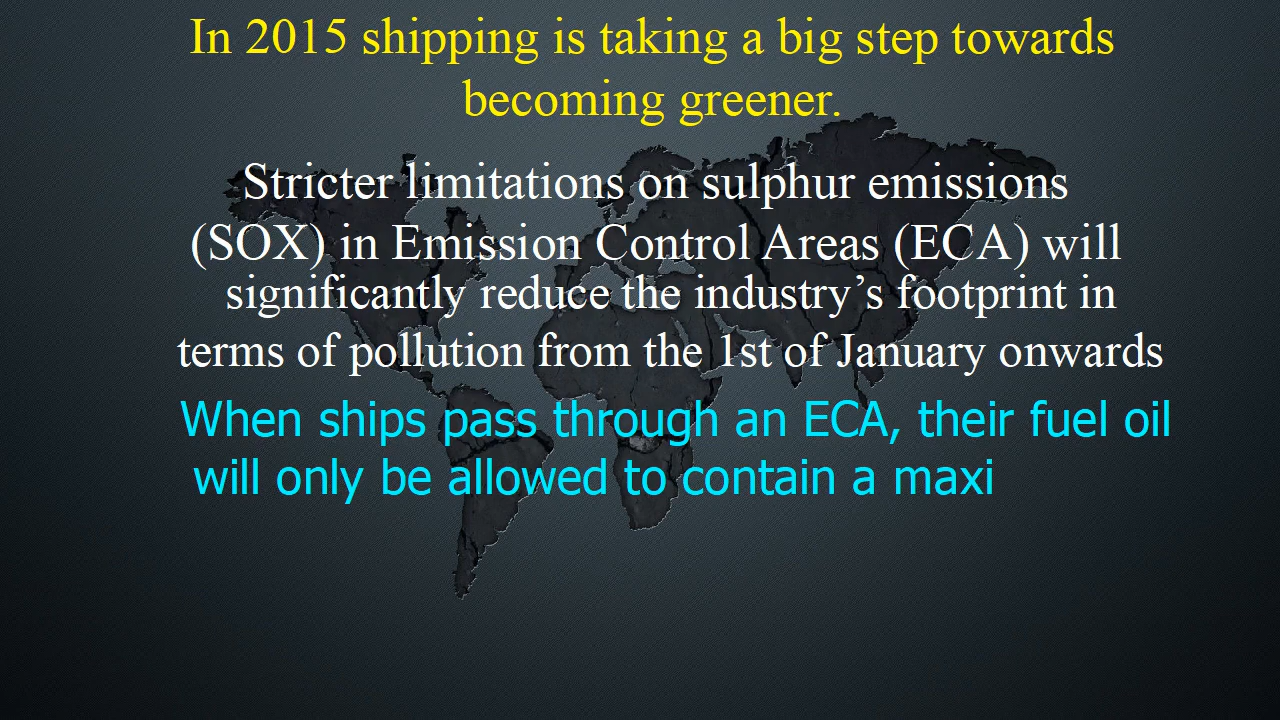 In 2015 shipping is taking a big step towards
becoming greener.
Stricter limitations on sulphur emissions
(SOX) in Emission Control Areas (ECA) will
significantly reduce the industry’s footprint in
terms of pollution from the 1st of January onwards
When ships pass through an ECA, their fuel oil
will only be allowed to contain a maxi